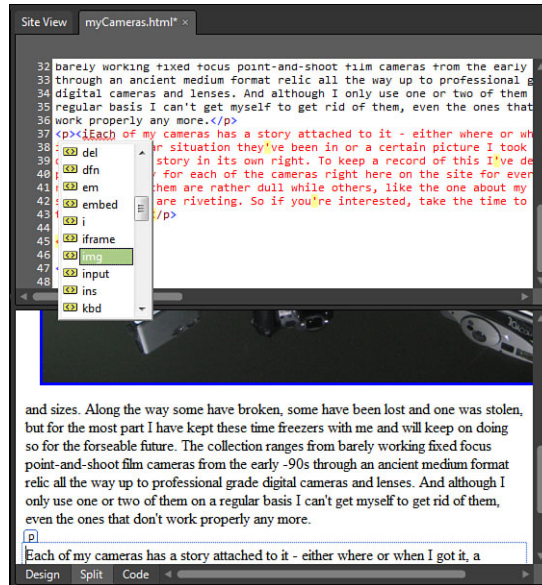 Site View myCameras.html* ×
32 barely working fixed focus point-and-shoot film cameras from the early
33 through an ancient medium format relic all the way up to professional g
34 digital cameras and lenses. And although I only use one or two of them
35 regular basis I can't get myself to get rid of them, even the ones that
36 work properly any more.</p>
37 <p><iEach of my cameras has a story attached to it - either where or wh
38 ar situation they've been in or a certain picture I took
39 story in its own right. To keep a record of this I've de
40 for each of the cameras right here on the site for ever
41 them are rather dull while others, like the one about my
42 are riveting. So if you're interested, take the time to
43 /p>
44
45
46
47
48
del
dfn
em
embed
i
iframe
img
input
ins
kbd
and sizes. Along the way some have broken, some have been lost and one was stolen,
but for the most part I have kept these time freezers with me and will keep on doing
so for the forseable future. The collection ranges from barely working fixed focus
point-and-shoot film cameras from the early -90s through an ancient medium format
relic all the way up to professional grade digital cameras and lenses. And although I
only use one or two of them on a regular basis I can't get myself to get rid of them,
even the ones that don't work properly any more.
p
Each of my cameras has a story attached to it - either where or when I got it, a
Design Split Code